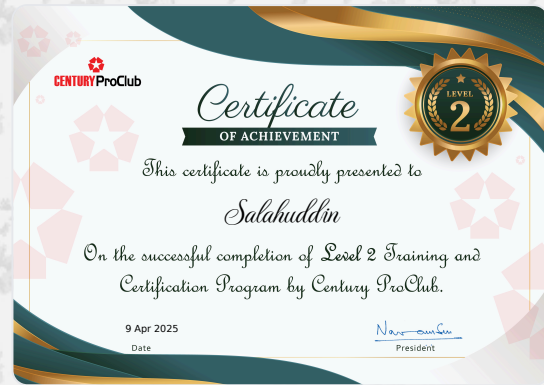 CENTURY ProClub
Certificate
OF ACHIEVEMENT
LEVEL
2
This certificate is proudly presented to
Salahuddin
On the successful completion of Level 2 Training and
Certification Program by Century ProClub.
9 Apr 2025
Date
President